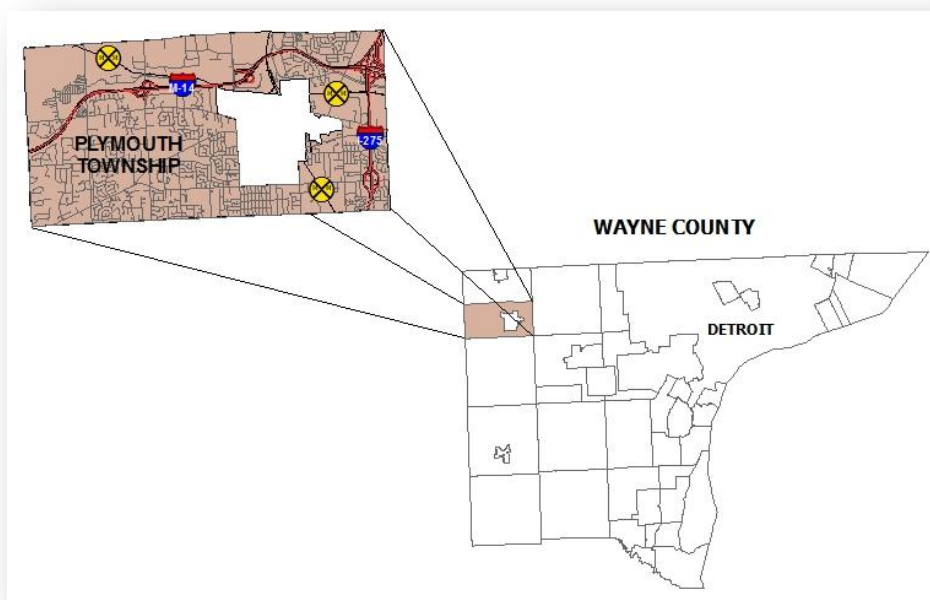 M-14
PLYMOUTH
TOWNSHIP
I-275
WAYNE COUNTY
DETROIT